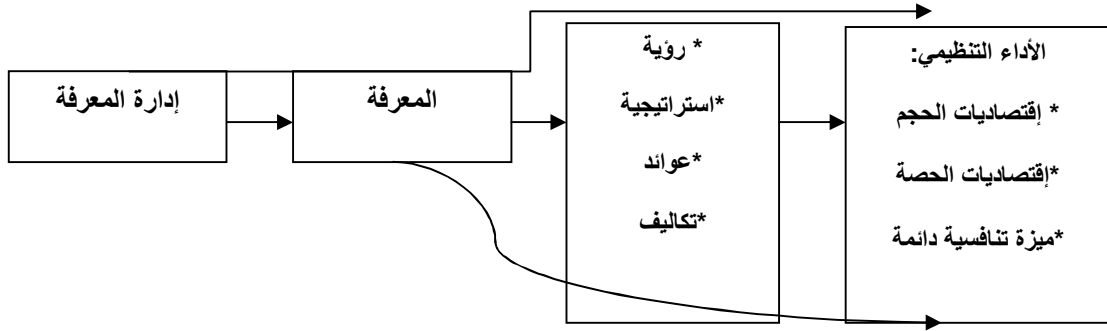 إدارة المعرفة
المعرفة
* رؤية
*استراتيجية
*عوائد
*تكاليف
الأداء التنظيمي:
* إقتصاديات الحجم
*إقتصاديات الحصة
*ميزة تنافسية دائمة